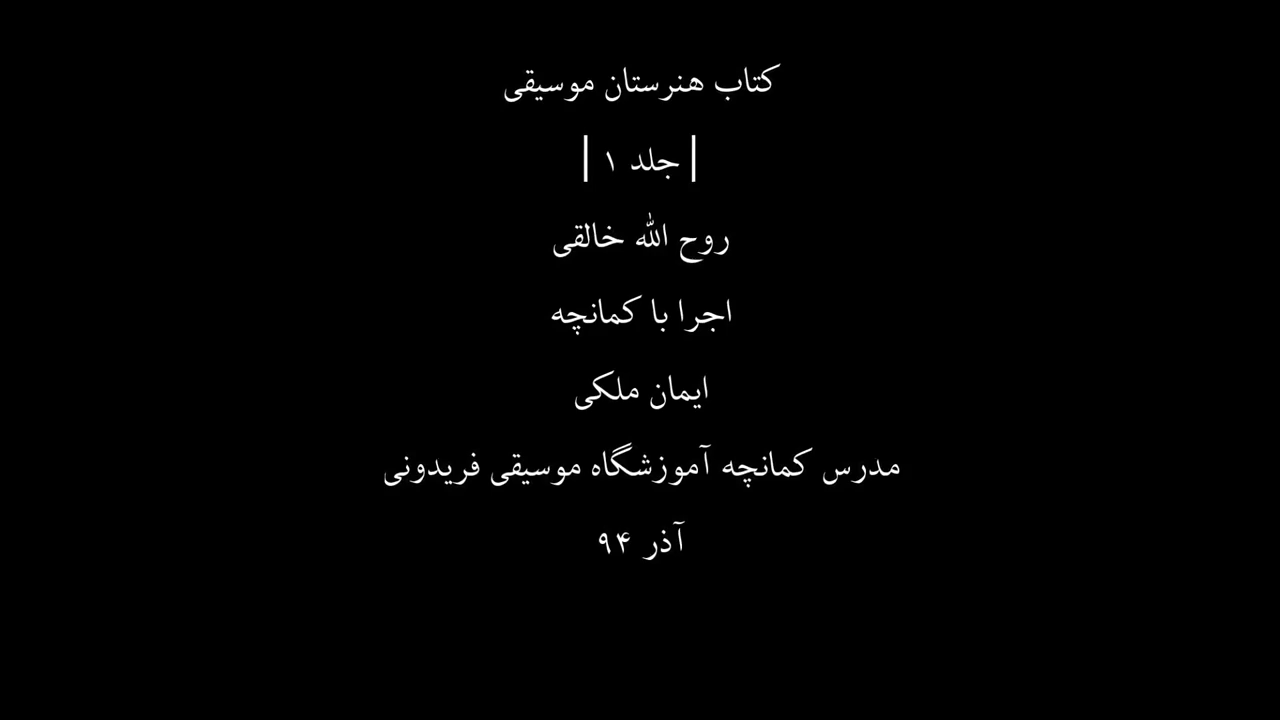 کتاب هنرستان موسیقی
| جلد ۱ |
روح الله خالقی
اجرا با کمانچه
ایمان ملکی
مدرس کمانچه آموزشگاه موسیقی فریدونی
آذر ۹۴